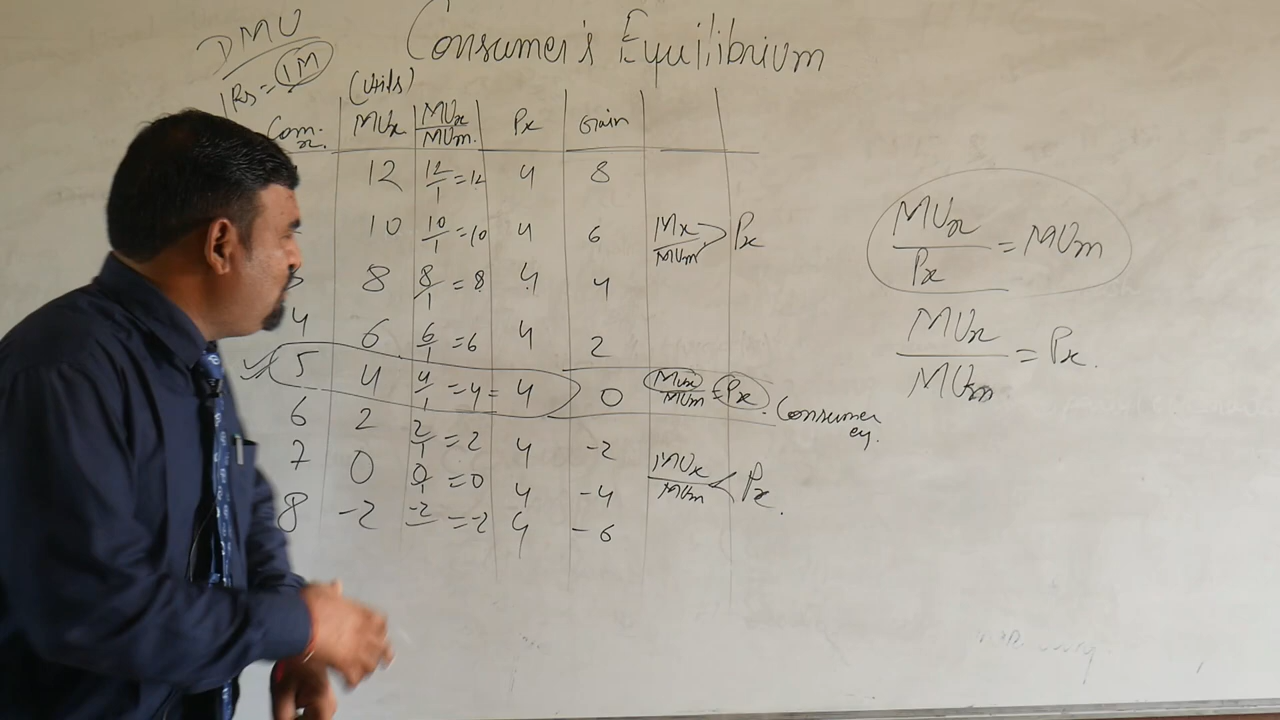 DMU
Consumer's Equilibrium
1Rs = 1M
(Utils)
Com. x. | MUx | MUx/MUm. | Px | Gain
12 | 12/1 = 12 | 4 | 8
10 | 10/1 = 10 | 4 | 6 | Mx/MUm > Px
8 | 8/1 = 8 | 4 | 4
4 | 6 | 6/1 = 6 | 4 | 2
5 | 4 | 4/1 = 4 = | 4 | 0 | MUx/MUm = Px. Consumer eq.
6 | 2 | 2/1 = 2 | 4 | -2
7 | 0 | 0/1 = 0 | 4 | -4 | MUx/MUm < Px.
8 | -2 | -2/ = -2 | 4 | -6
MUx/Px = MUm
MUx/MUm = Px.